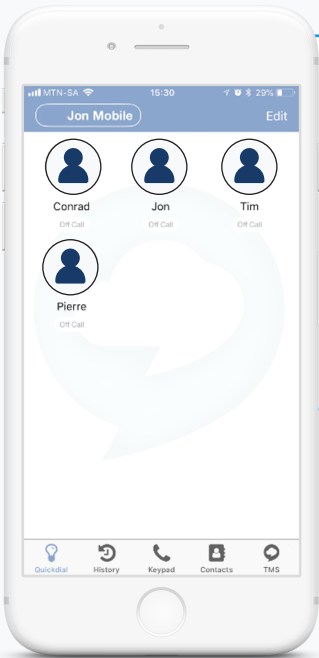 MTN-SA 15:30 29%
Jon Mobile Edit
Conrad Jon Tim
Off Call Off Call Off Call
Pierre
Off Call
Quickdial History Keypad Contacts TMS